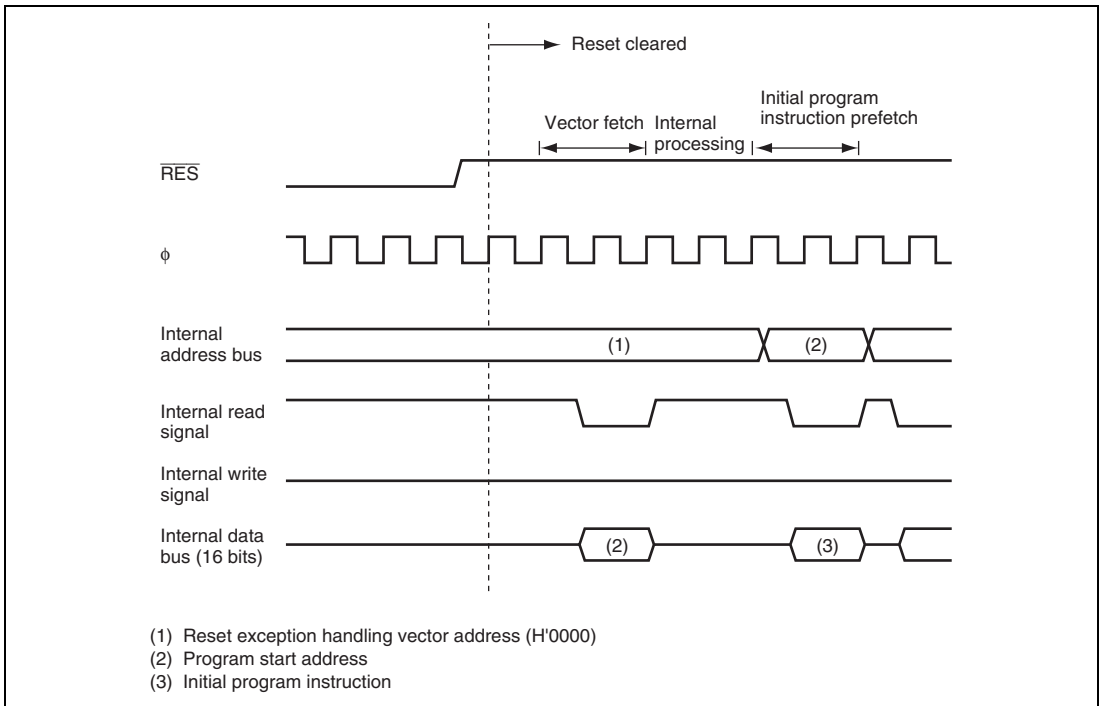 Reset cleared
Initial program
instruction prefetch
Vector fetch
Internal
processing
RES
φ
Internal
address bus
(1)
(2)
Internal read
signal
Internal write
signal
Internal data
bus (16 bits)
(2)
(3)
(1) Reset exception handling vector address (H'0000)
(2) Program start address
(3) Initial program instruction